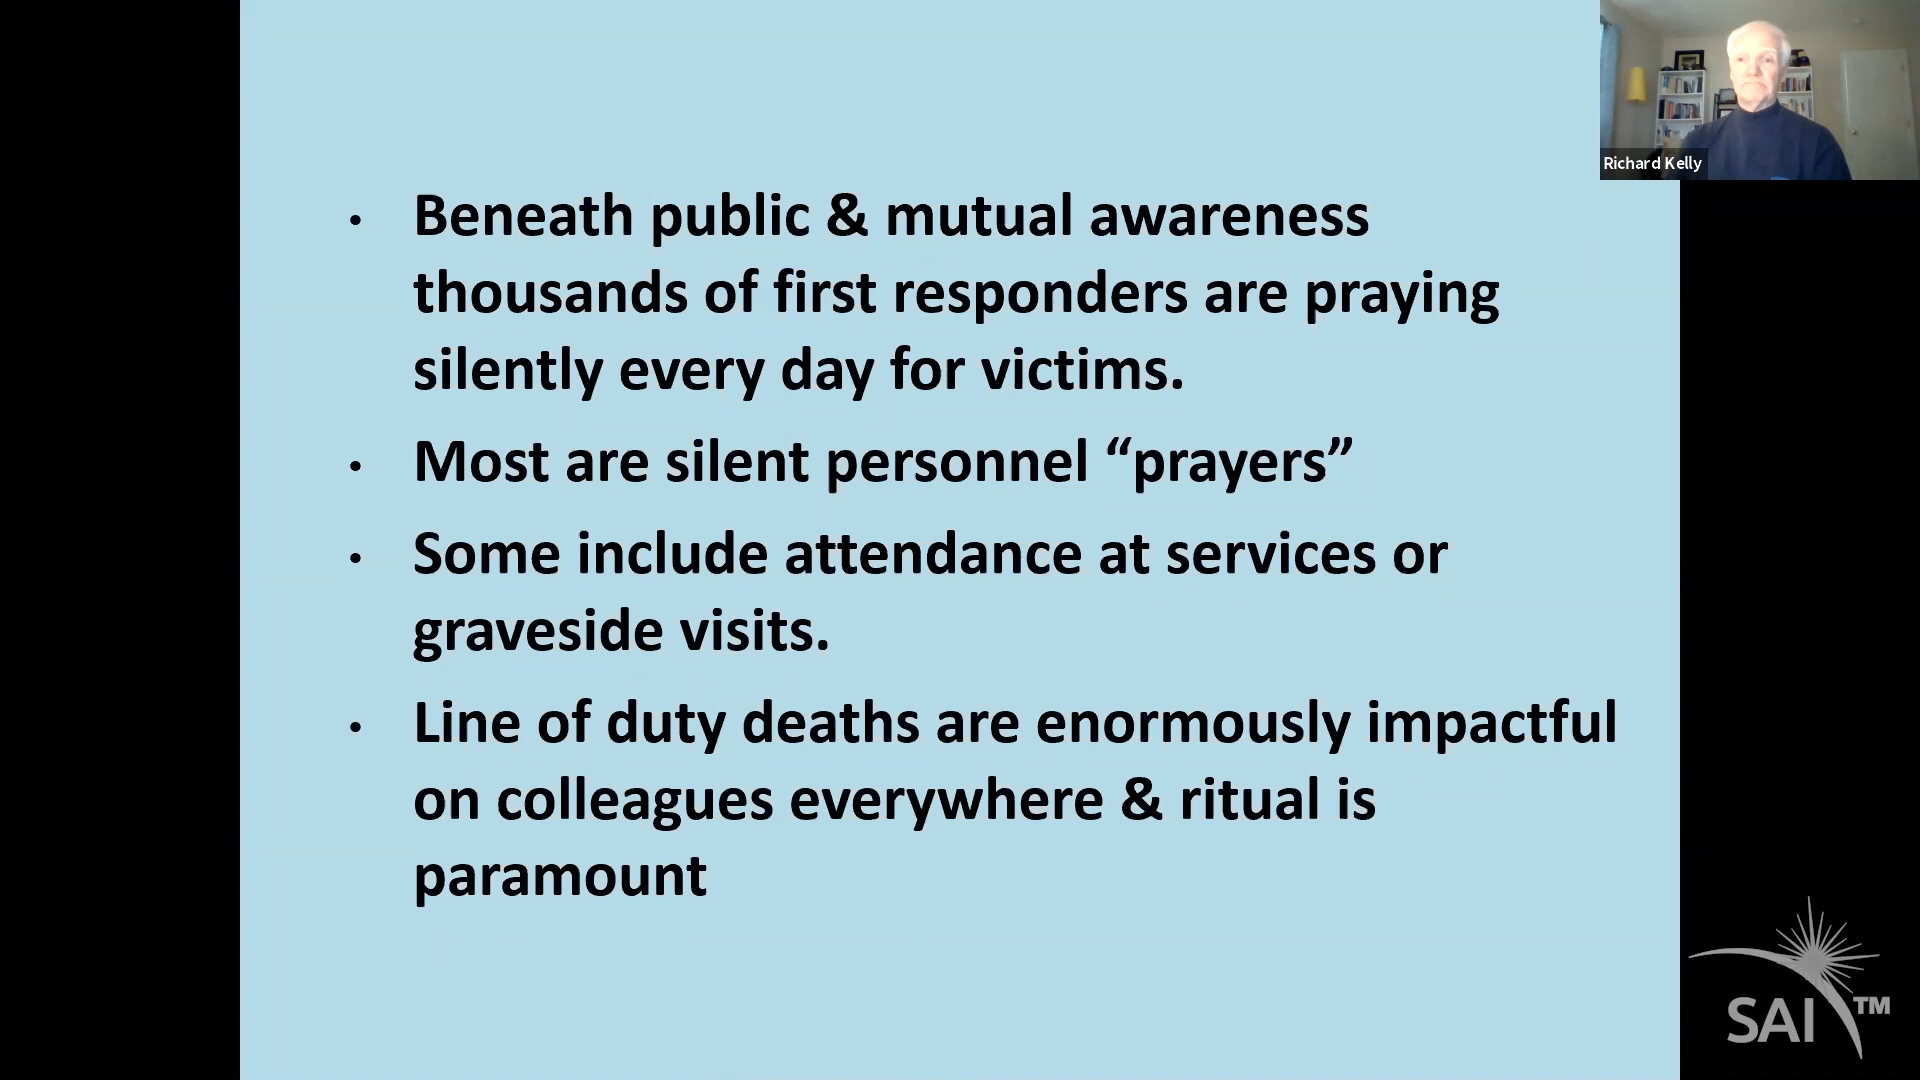 Richard Kelly
• Beneath public & mutual awareness
thousands of first responders are praying
silently every day for victims.
• Most are silent personnel “prayers”
• Some include attendance at services or
graveside visits.
• Line of duty deaths are enormously impactful
on colleagues everywhere & ritual is
paramount
SAI™